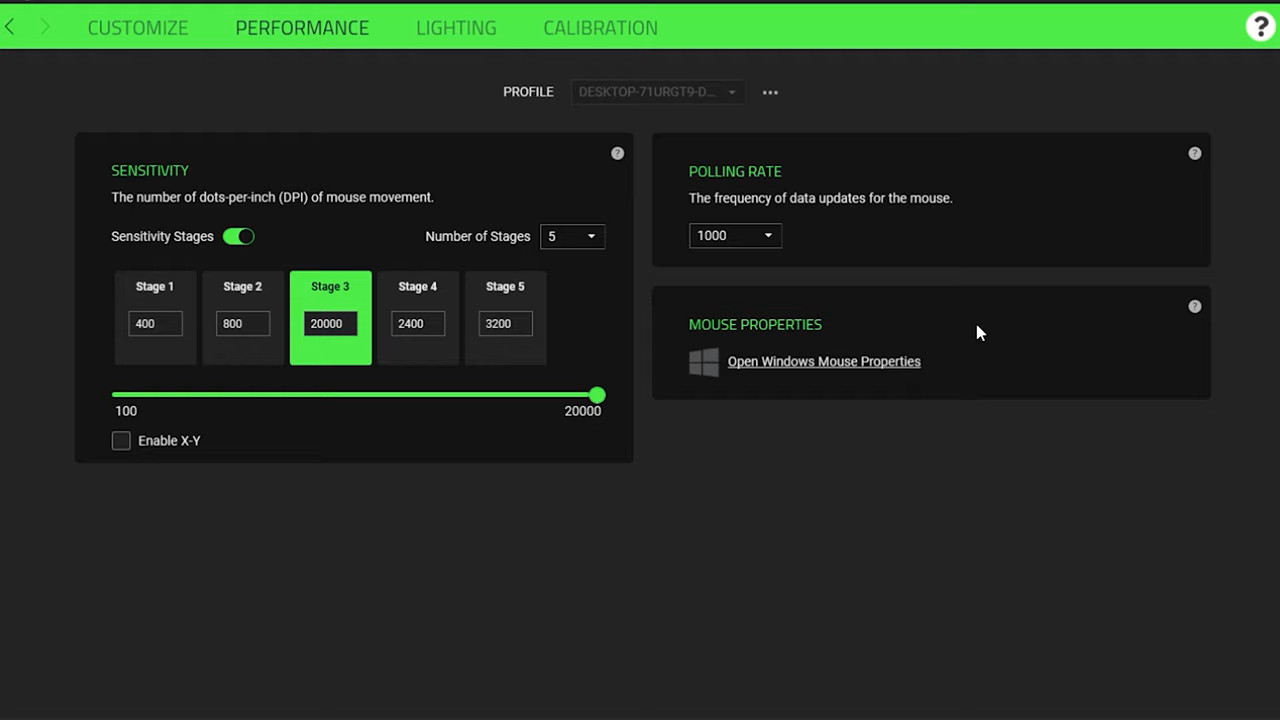 CUSTOMIZE PERFORMANCE LIGHTING CALIBRATION ?
PROFILE DESKTOP-71URGT9-D... •••
SENSITIVITY ?
The number of dots-per-inch (DPI) of mouse movement.
Sensitivity Stages Number of Stages 5
Stage 1 Stage 2 Stage 3 Stage 4 Stage 5
400 800 20000 2400 3200
100 20000
Enable X-Y
POLLING RATE ?
The frequency of data updates for the mouse.
1000
MOUSE PROPERTIES ?
Open Windows Mouse Properties